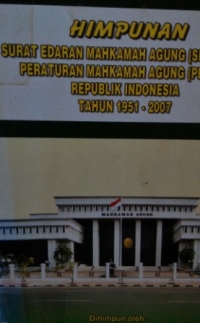 HIMPUNAN
SURAT EDARAN MAHKAMAH AGUNG (S
PERATURAN MAHKAMAH AGUNG (P
REPUBLIK INDONESIA
TAHUN 1951 - 2007
MAHKAMAH AGUNG
Dihimpun oleh